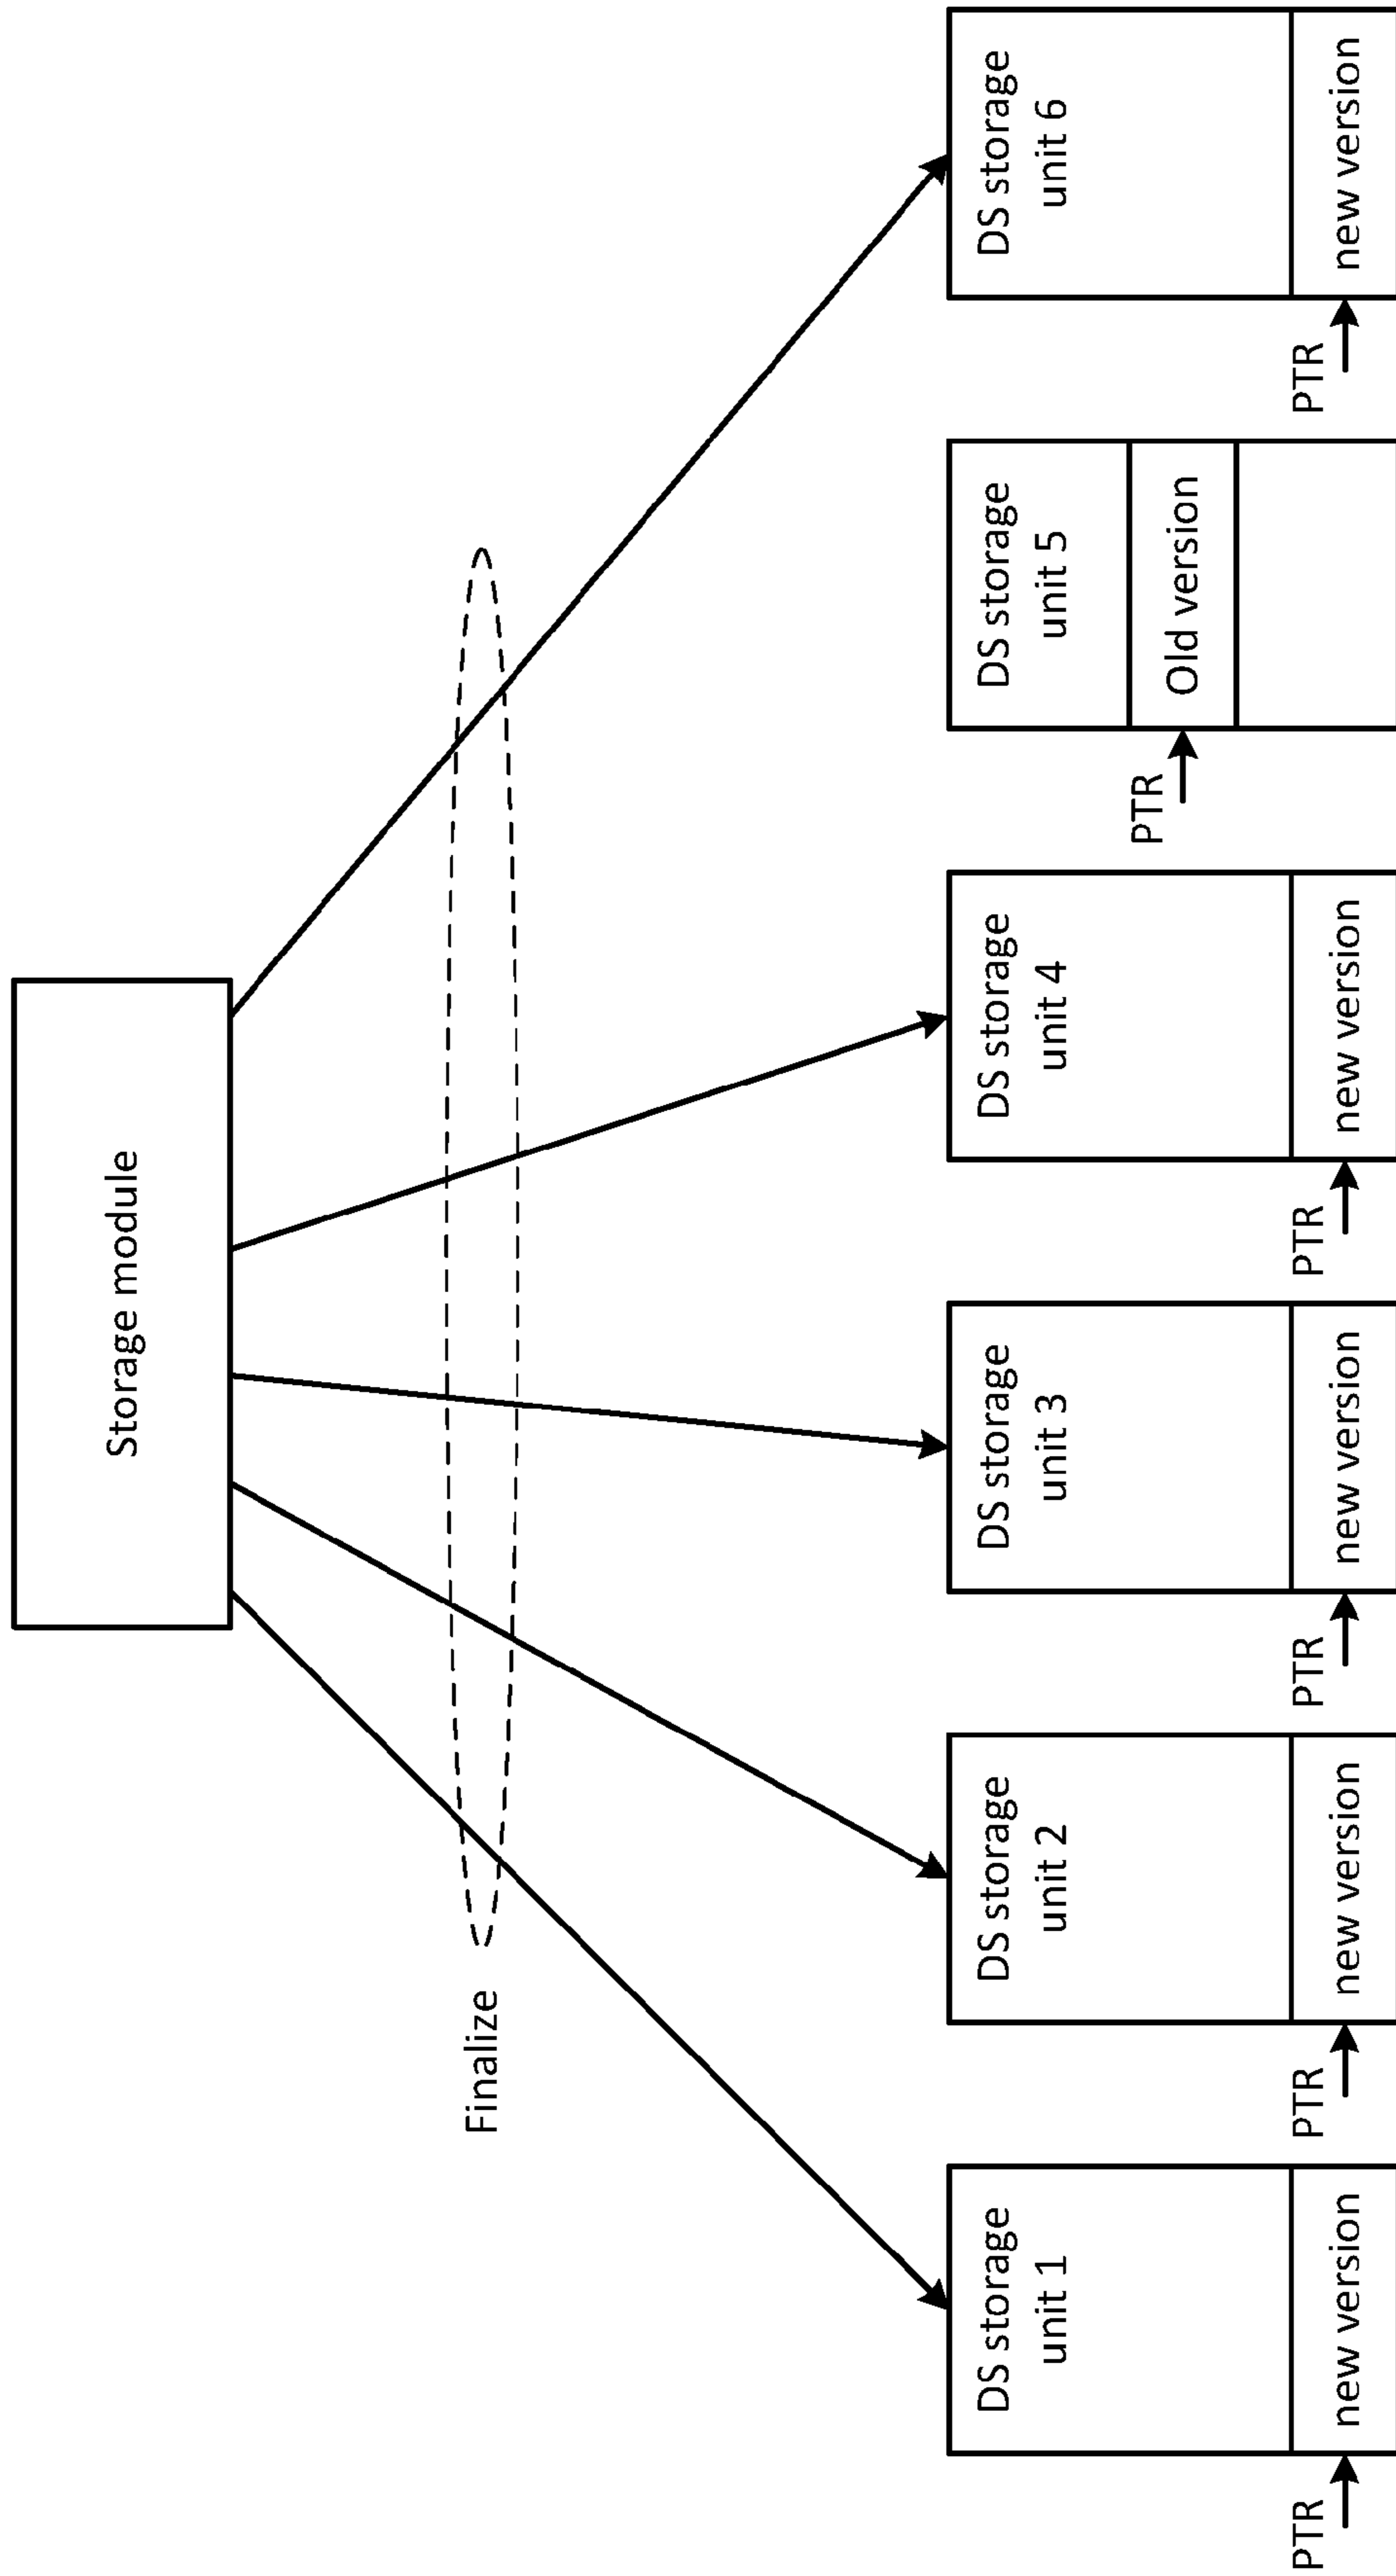 Storage module
Finalize
DS storage
unit 1
new version
PTR
DS storage
unit 2
new version
PTR
DS storage
unit 3
new version
PTR
DS storage
unit 4
new version
PTR
DS storage
unit 5
Old version
PTR
DS storage
unit 6
new version
PTR